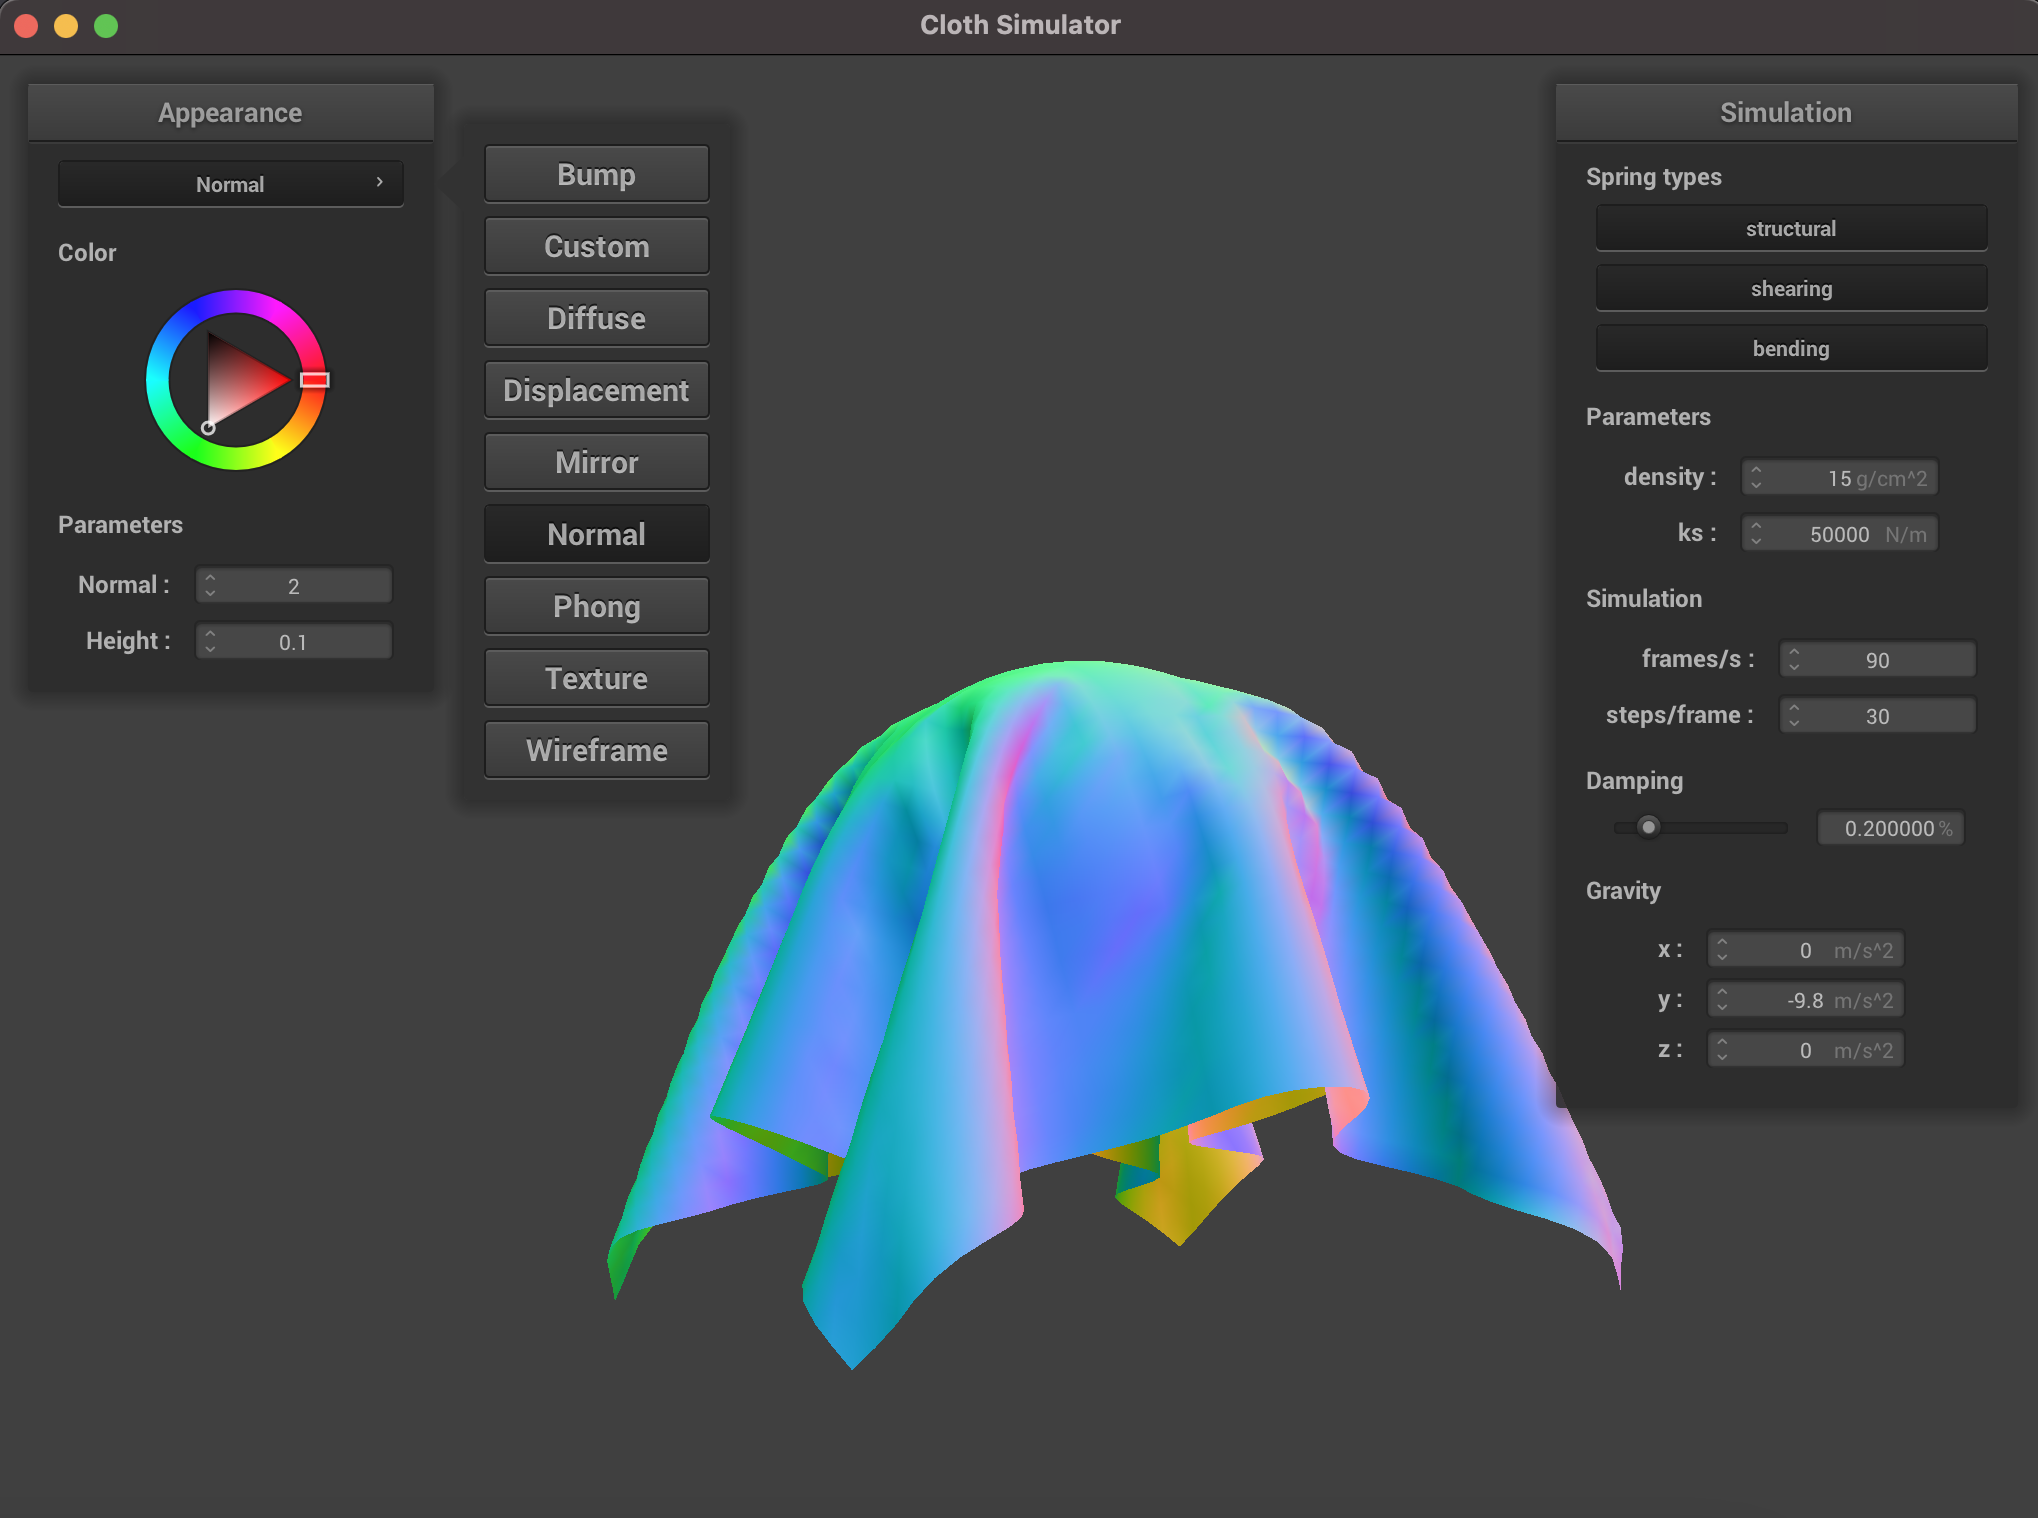 Cloth Simulator
Appearance
Normal
Color
Parameters
Normal :
2
Height :
0.1
Bump
Custom
Diffuse
Displacement
Mirror
Normal
Phong
Texture
Wireframe
Simulation
Spring types
structural
shearing
bending
Parameters
density :
15 g/cm^2
ks :
50000 N/m
Simulation
frames/s :
90
steps/frame :
30
Damping
0.200000 %
Gravity
x :
0 m/s^2
y :
-9.8 m/s^2
z :
0 m/s^2